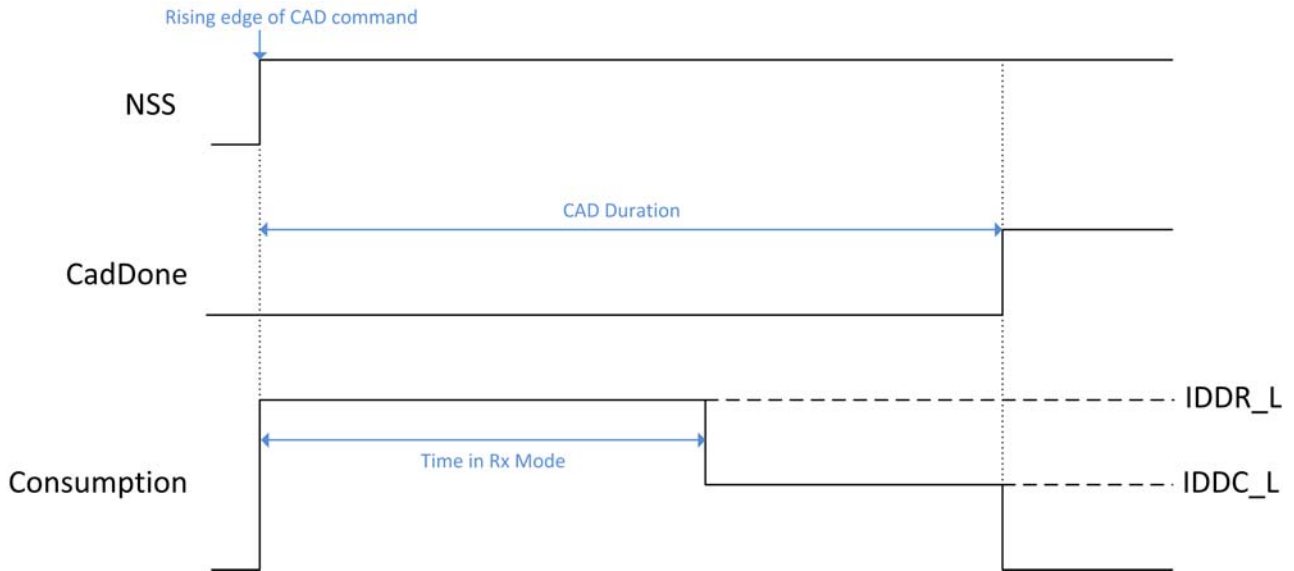 Rising edge of CAD command
NSS
CAD Duration
CadDone
IDDR_L
Time in Rx Mode
Consumption
IDDC_L